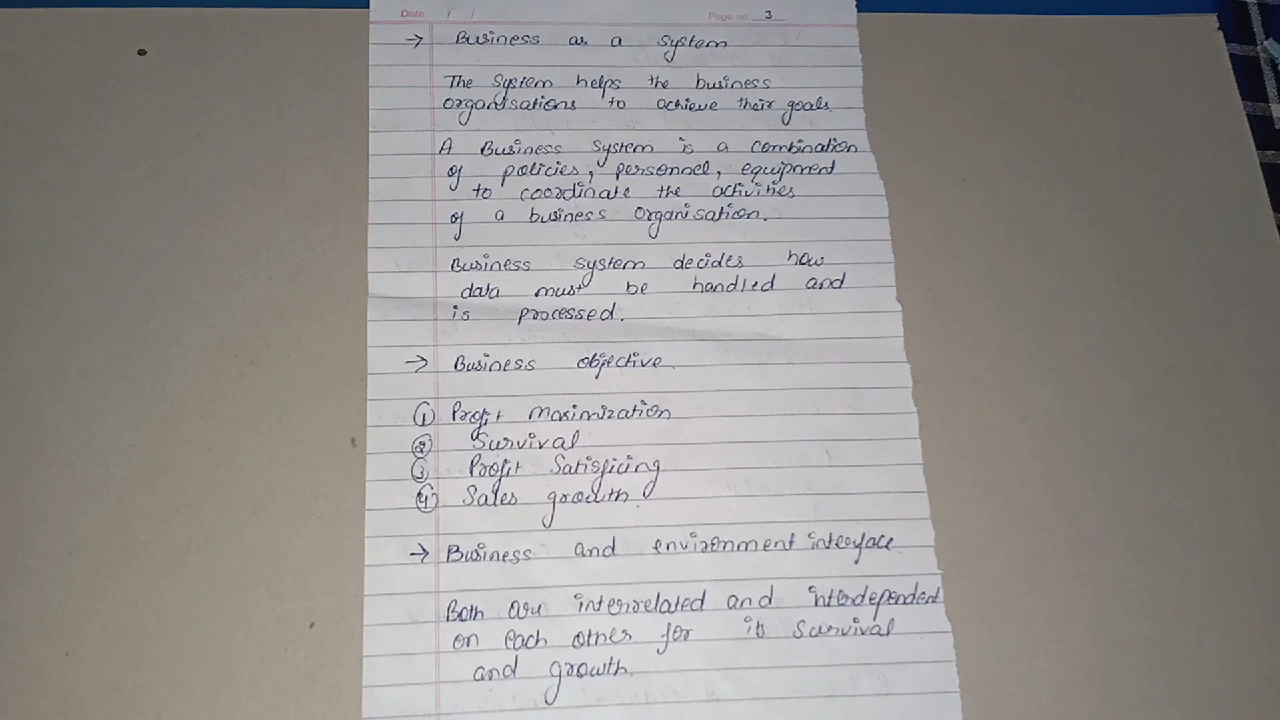 Date / / Page no. 3
→ Business as a System
The System helps the business
organisations to achieve their goals.
A Business System is a combination
of policies, personnel, equipment
to coordinate the activities
of a business organisation.
Business system decides how
data must be handled and
is processed.
→ Business objective.
① Profit maximization
② Survival
③ Profit Satisficing
④ Sales growth.
→ Business and environment interface
Both are interrelated and interdependent
on each other for its survival
and growth.